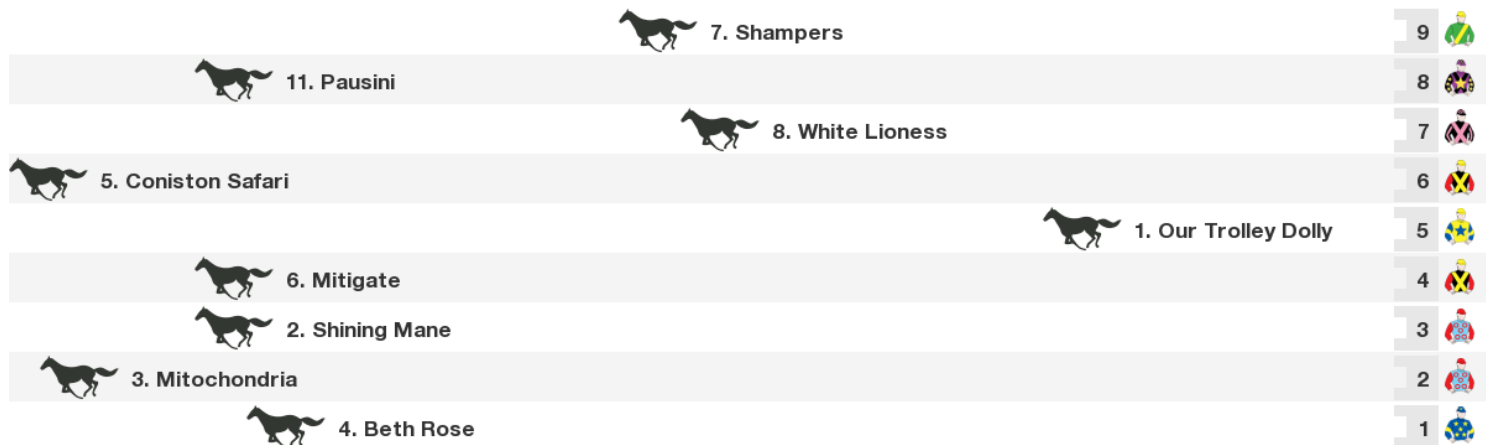 7. Shampers 9
11. Pausini 8
8. White Lioness 7
5. Coniston Safari 6
1. Our Trolley Dolly 5
6. Mitigate 4
2. Shining Mane 3
3. Mitochondria 2
4. Beth Rose 1